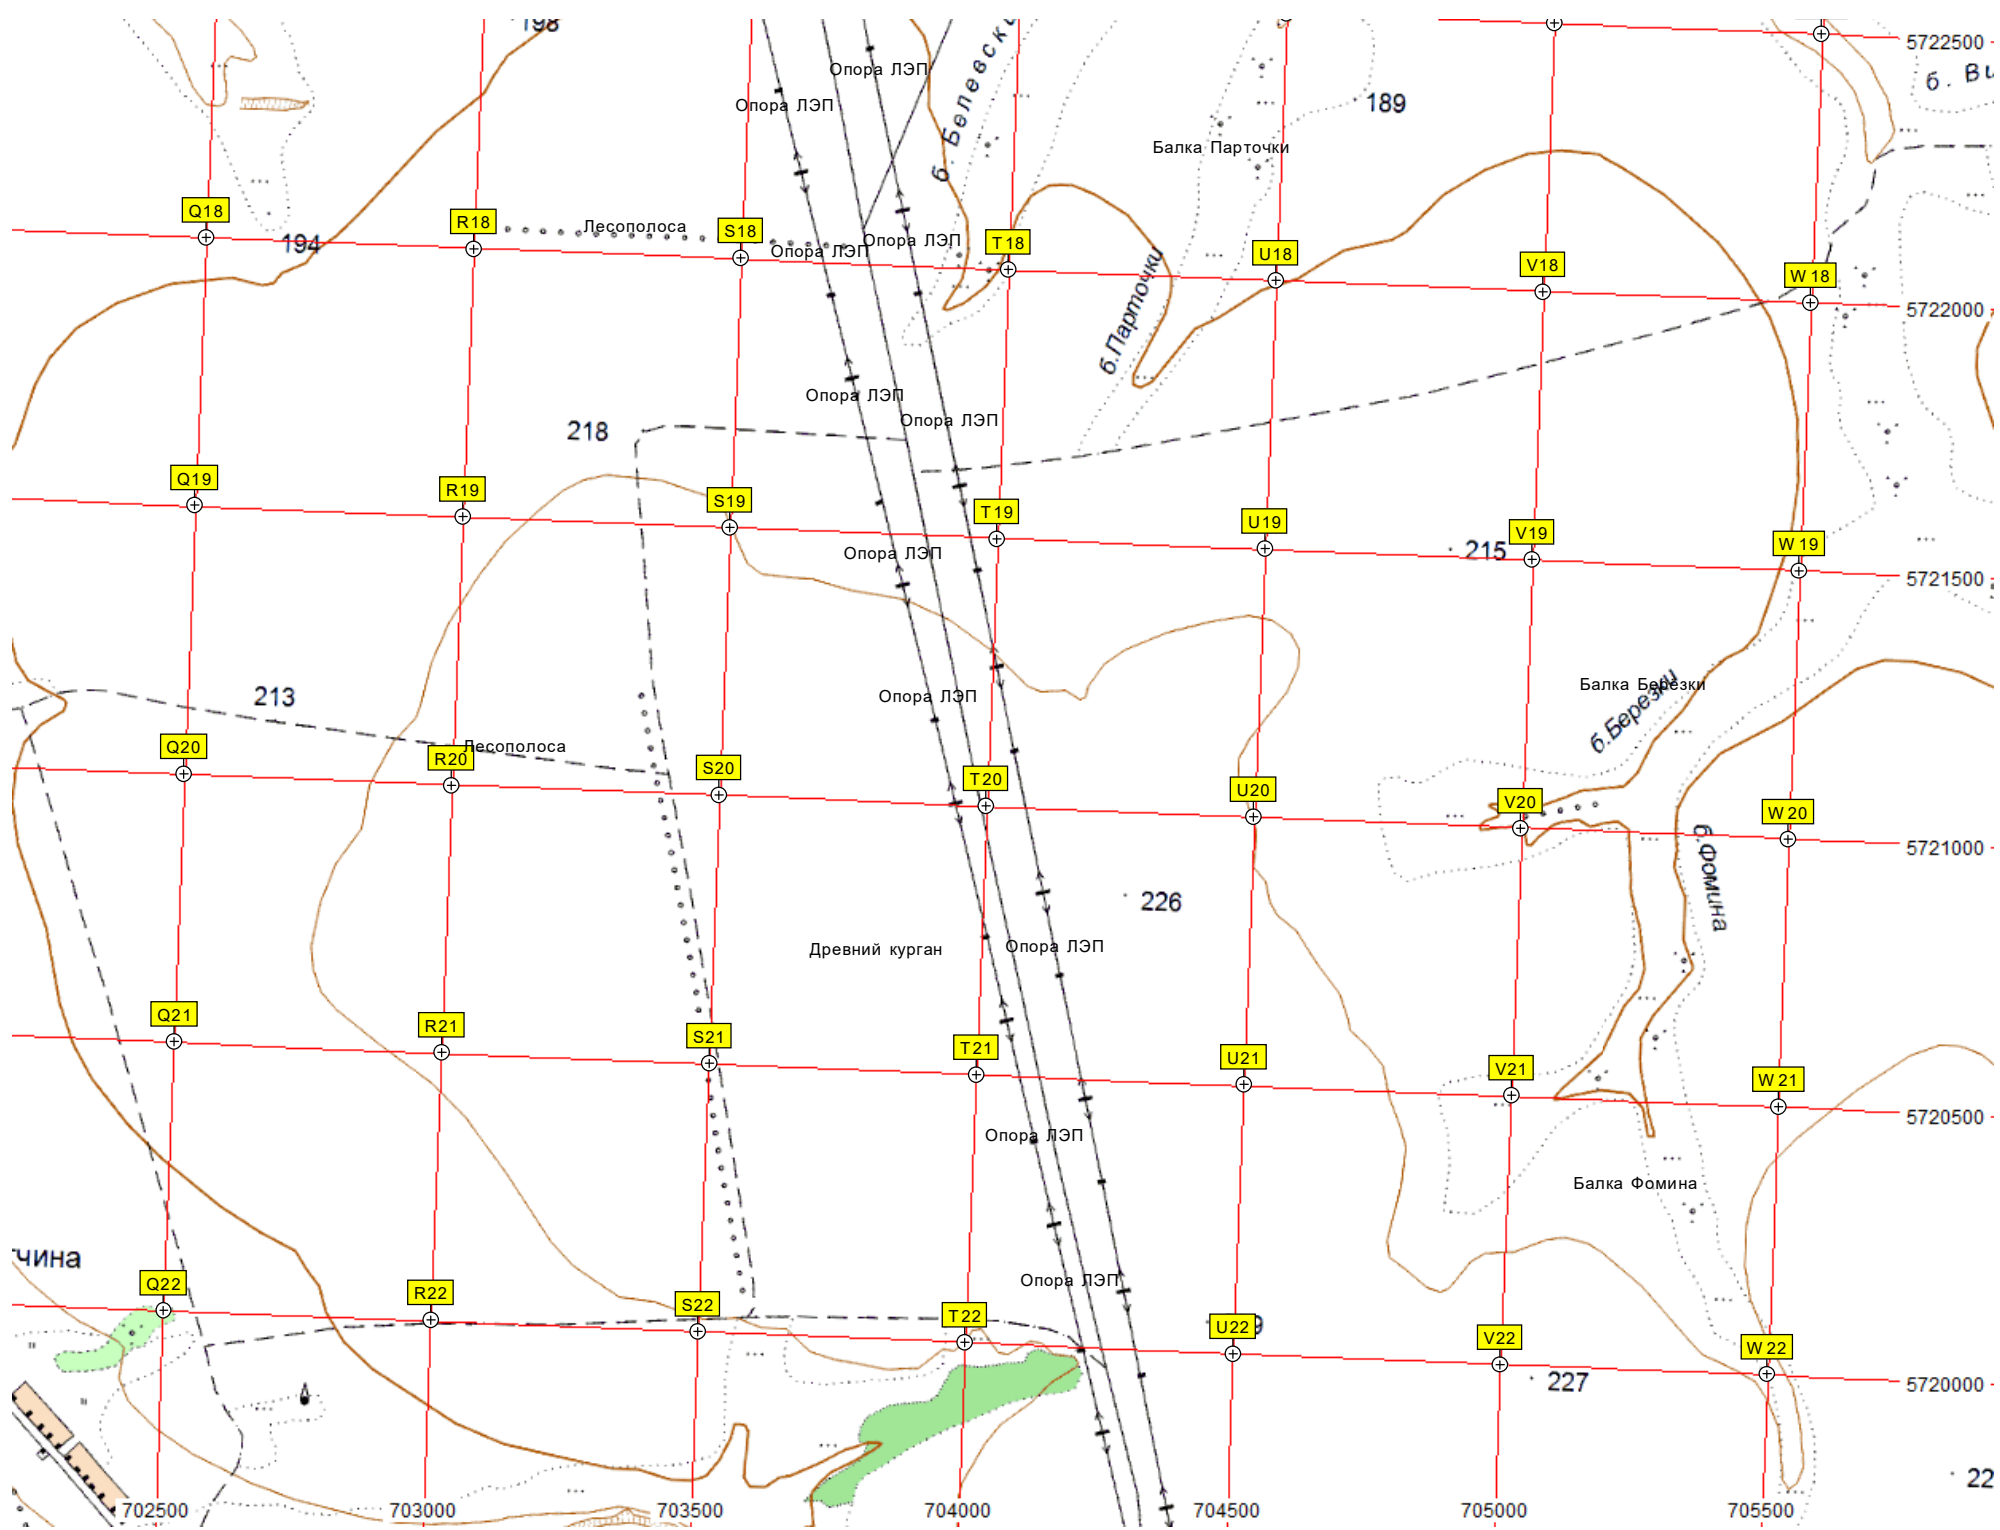 198
5722500
б. Ви
Опора ЛЭП
Опора ЛЭП
189
б. Белевск
Балка Парточки
Q18
R18
Лесополоса
S18
194
Опора ЛЭП
Опора ЛЭП
T18
U18
V18
W18
5722000
б.Парточки
Опора ЛЭП
Опора ЛЭП
218
Q19
R19
S19
T19
U19
V19
W19
215
Опора ЛЭП
5721500
213
Опора ЛЭП
Балка Берёзки
б.Березки
Q20
Лесополоса
R20
S20
T20
U20
V20
W20
5721000
б.Фомина
226
Древний курган
Опора ЛЭП
Q21
R21
S21
T21
U21
V21
W21
5720500
Опора ЛЭП
Балка Фомина
чина
Опора ЛЭП
Q22
R22
S22
T22
U22
9
V22
W22
227
5720000
22
702500
703000
703500
704000
704500
705000
705500